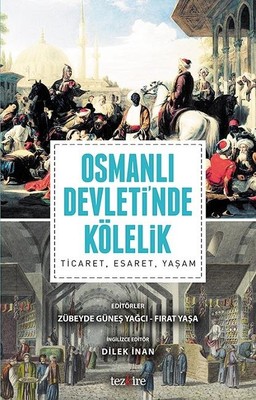 OSMANLI
DEVLETİ'NDE
KÖLELİK
TİCARET, ESARET, YAŞAM
EDİTÖRLER
ZÜBEYDE GÜNEŞ YAĞCI - FIRAT YAŞA
İNGİLİZCE EDİTÖR
DİLEK İNAN
tezkire